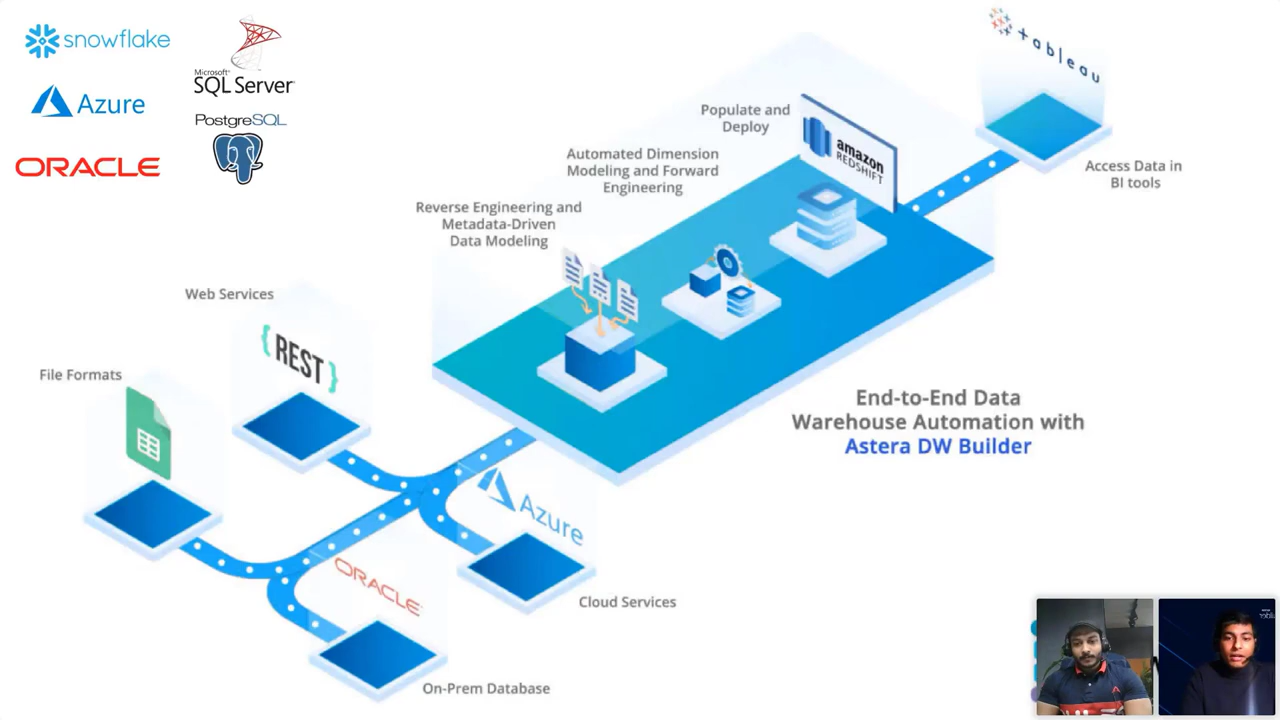 snowflake
Azure
ORACLE
Microsoft
SQL Server
PostgreSQL
tableau
Access Data in
BI tools
Populate and
Deploy
amazon
REDSHIFT
Automated Dimension
Modeling and Forward
Engineering
Reverse Engineering and
Metadata-Driven
Data Modeling
Web Services
{ REST }
File Formats
End-to-End Data
Warehouse Automation with
Astera DW Builder
Azure
Cloud Services
ORACLE
On-Prem Database